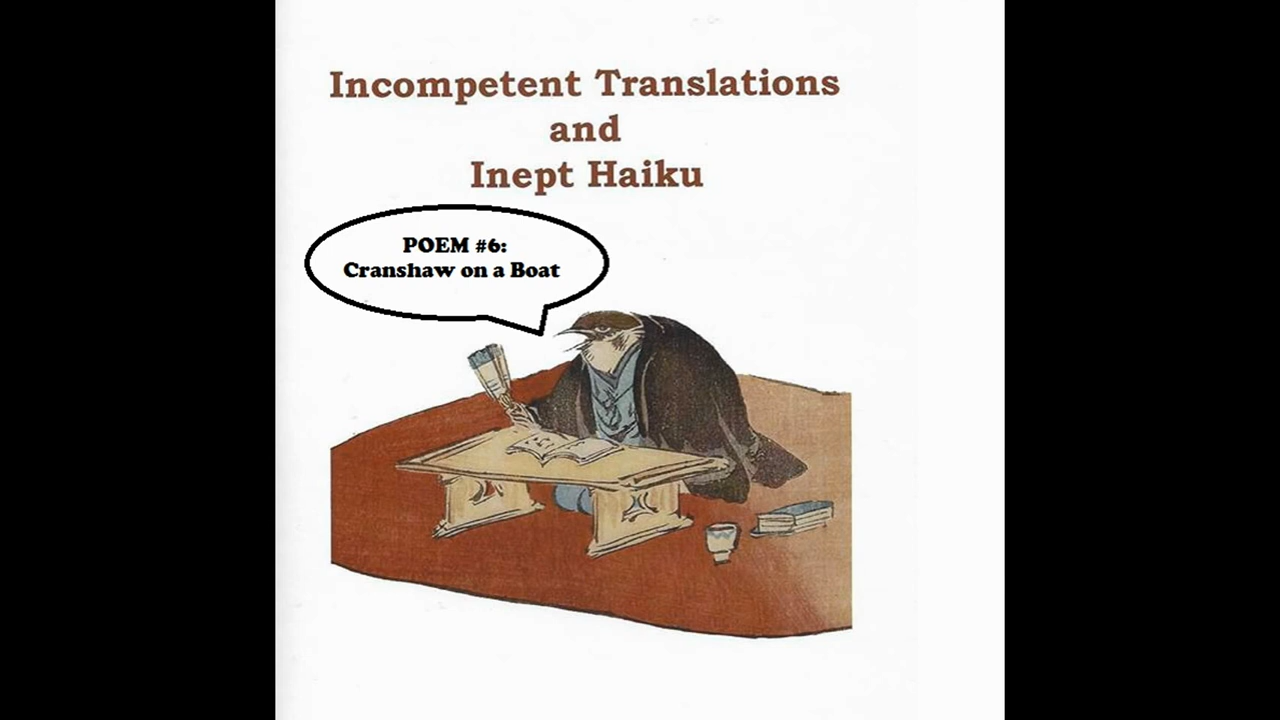 Incompetent Translations
and
Inept Haiku
POEM #6:
Cranshaw on a Boat